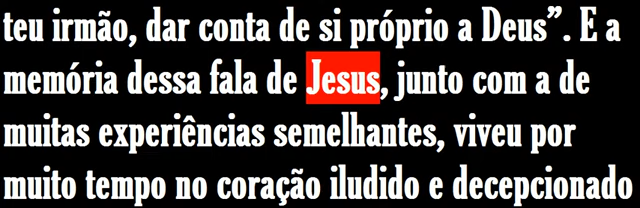 teu irmão, dar conta de si próprio a Deus”. E a
memória dessa fala de Jesus, junto com a de
muitas experiências semelhantes, viveu por
muito tempo no coração iludido e decepcionado